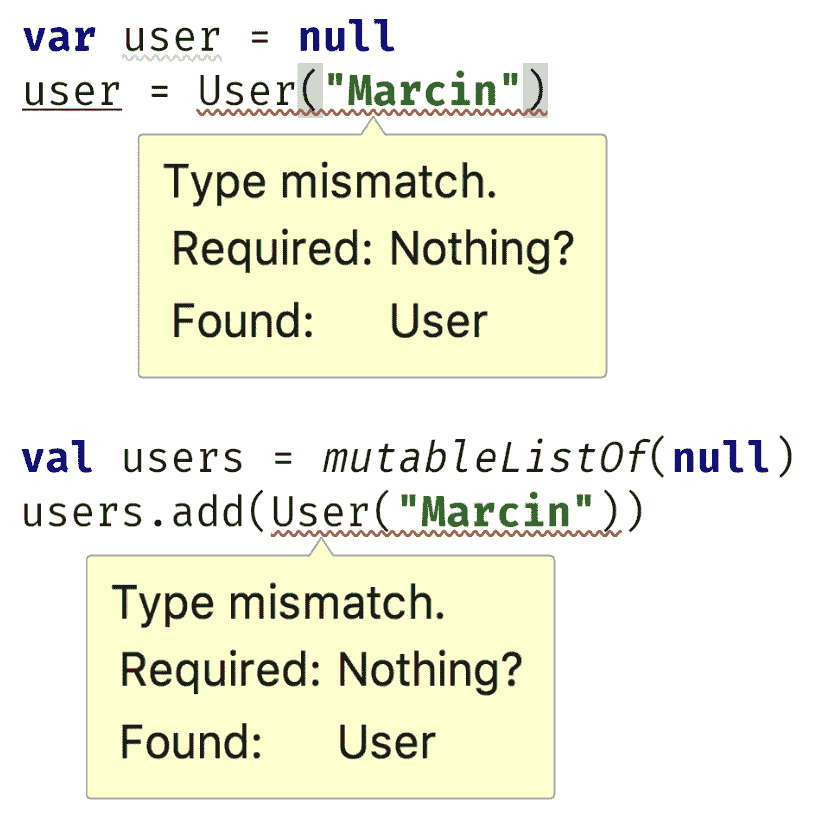 var user = null
user = User("Marcin")
Type mismatch.
Required: Nothing?
Found: User
val users = mutableListOf(null)
users.add(User("Marcin"))
Type mismatch.
Required: Nothing?
Found: User